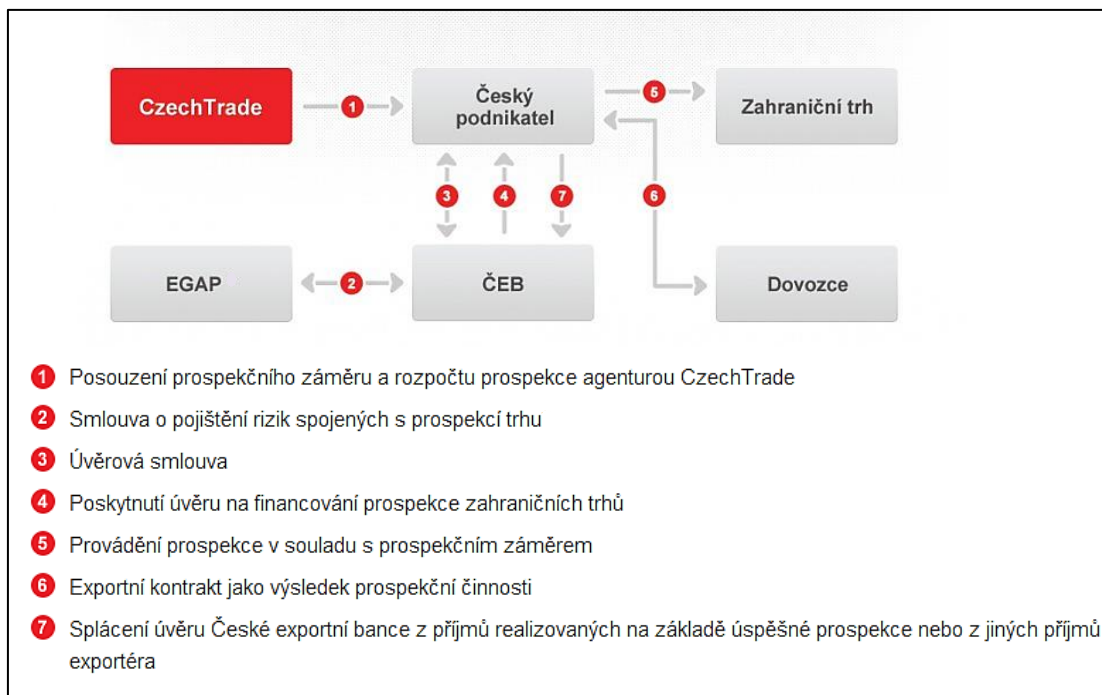 CzechTrade
1
Český
podnikatel
5
Zahraniční trh
3
4
7
6
EGAP
2
ČEB
Dovozce
1 Posouzení prospekčního záměru a rozpočtu prospekce agenturou CzechTrade
2 Smlouva o pojištění rizik spojených s prospekcí trhu
3 Úvěrová smlouva
4 Poskytnutí úvěru na financování prospekce zahraničních trhů
5 Provádění prospekce v souladu s prospekčním záměrem
6 Exportní kontrakt jako výsledek prospekční činnosti
7 Splácení úvěru České exportní bance z příjmů realizovaných na základě úspěšné prospekce nebo z jiných příjmů
exportéra